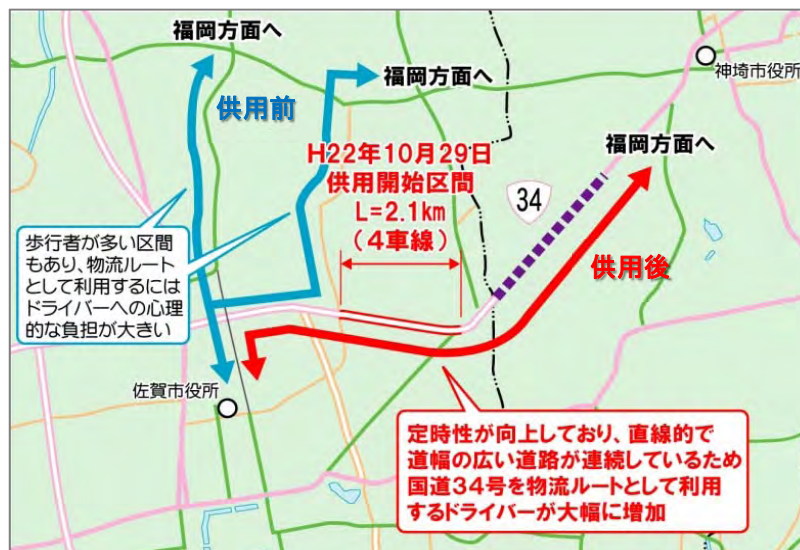 福岡方面へ
供用前
福岡方面へ
神埼市役所
H22年10月29日
供用開始区間
L=2.1km
(4車線)
福岡方面へ
34
供用後
歩行者が多い区間
もあり、物流ルート
として利用するには
ドライバーへの心理
的な負担が大きい
佐賀市役所
定時性が向上しており、直線的で
道幅の広い道路が連続しているため
国道34号を物流ルートとして利用
するドライバーが大幅に増加